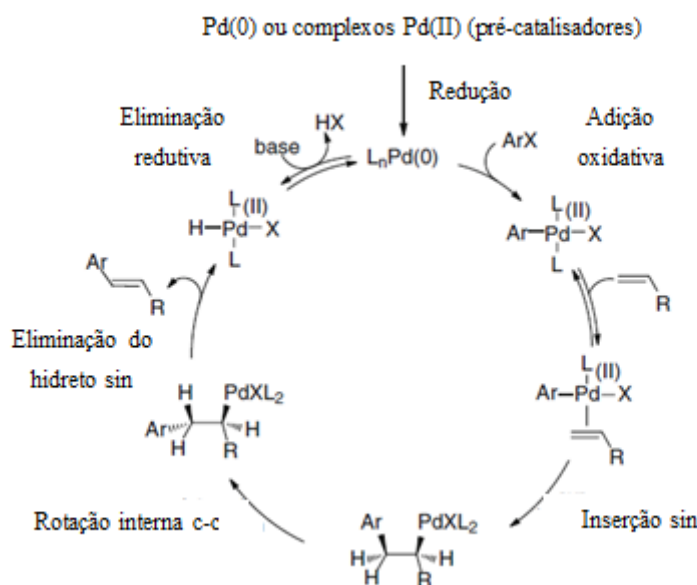 Pd(0) ou complexos Pd(II) (pré-catalisadores)
Redução
Eliminação
redutiva
HX
base
LnPd(0)
ArX
Adição
oxidativa
L
(II)
H-Pd-X
L
L
(II)
Ar-Pd-X
L
Ar
R
R
Eliminação do
hidreto sin
L
(II)
Ar-Pd-X
R
H PdXL2
Ar
H
H
R
Rotação interna c-c
Ar PdXL2
H
H
H
R
Inserção sin